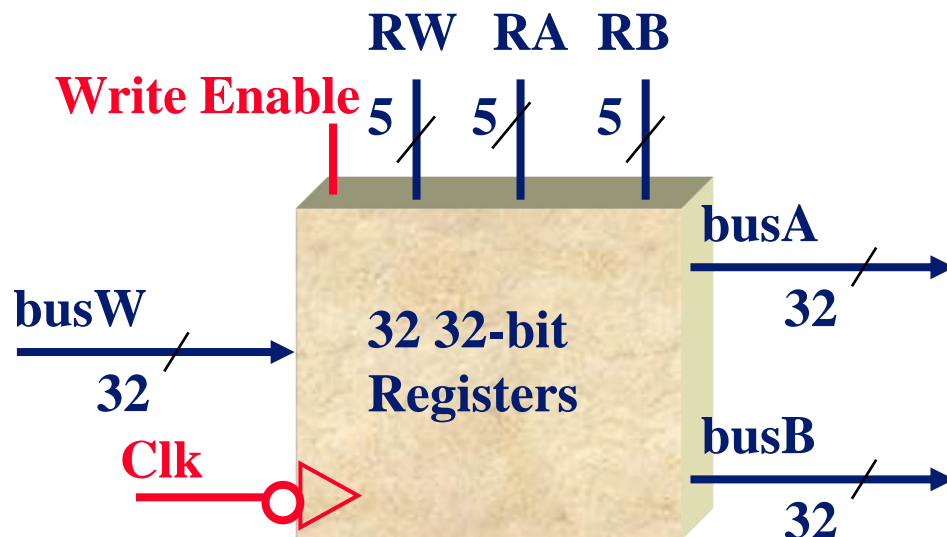 RW RA RB
Write Enable
5 5 5
busA
32
busW
32
32 32-bit
Registers
Clk
busB
32